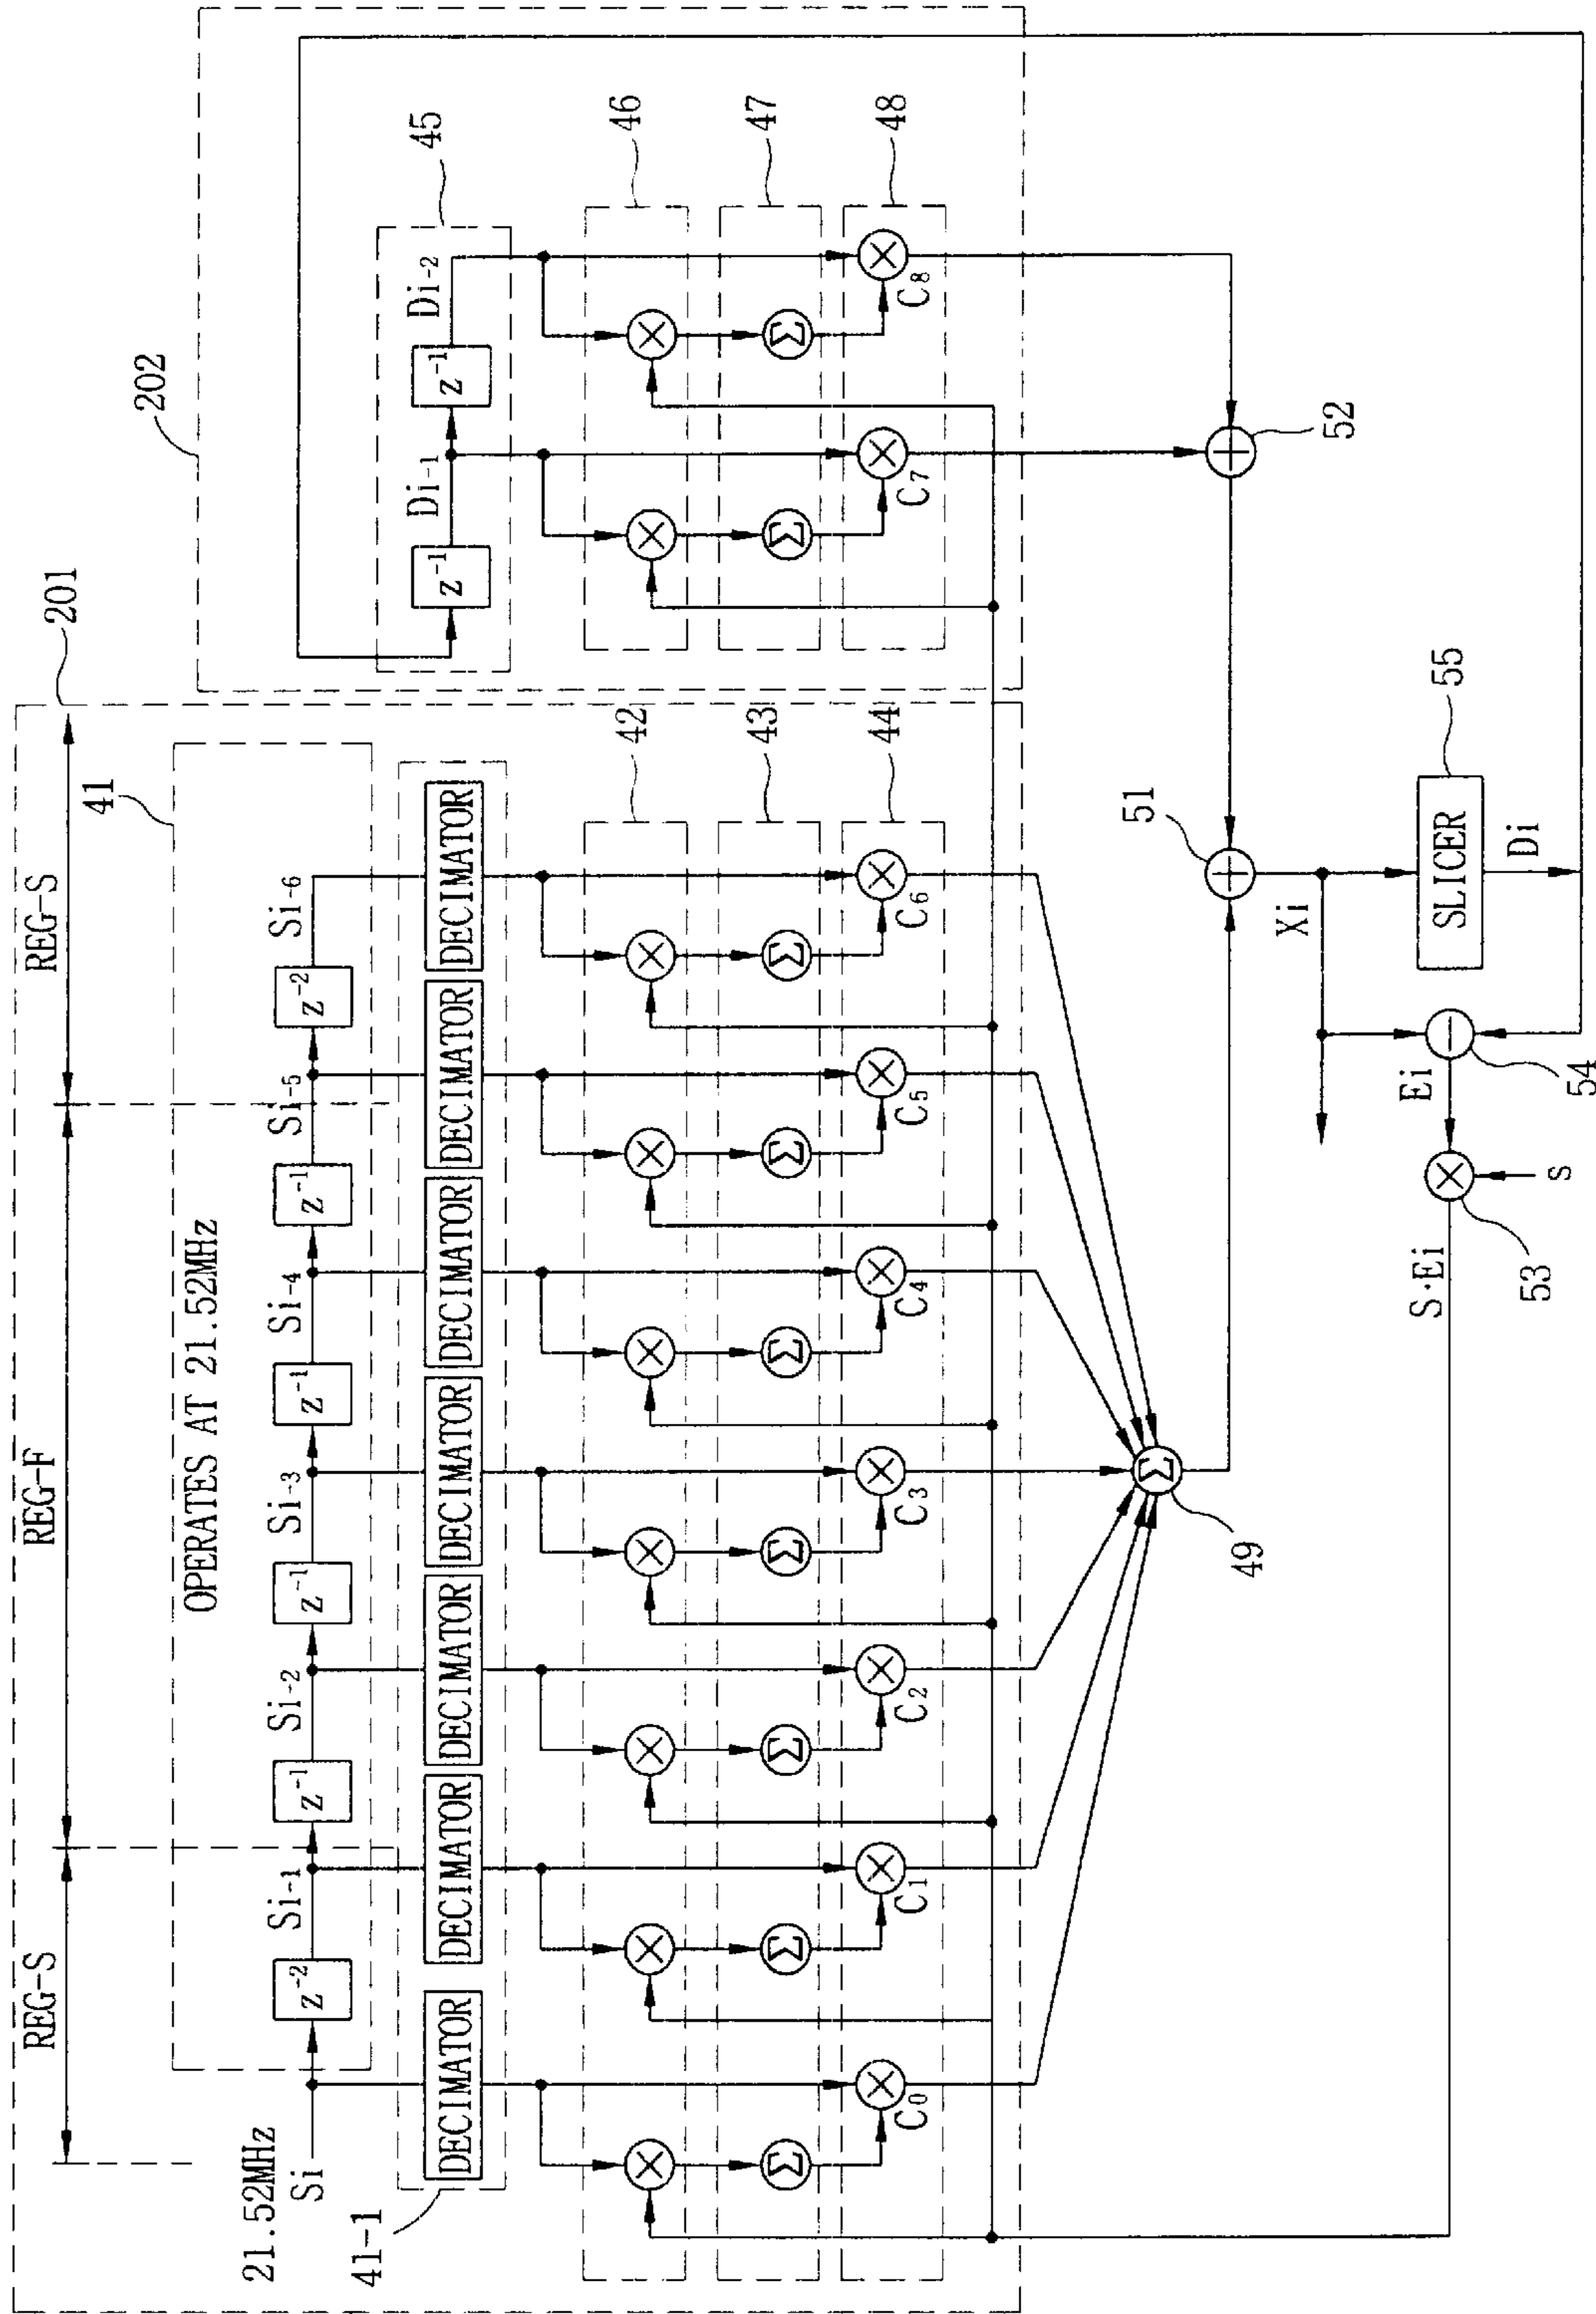 REG-S
REG-F
REG-S
201
41
OPERATES AT 21.52MHz
21.52MHz
Si
z⁻²
Si-1
z⁻¹
Si-2
z⁻¹
Si-3
z⁻¹
Si-4
z⁻¹
Si-5
z⁻²
Si-6
41-1
DECIMATOR
DECIMATOR
DECIMATOR
DECIMATOR
DECIMATOR
DECIMATOR
DECIMATOR
42
43
Σ
Σ
Σ
Σ
Σ
Σ
Σ
44
C0
C1
C2
C3
C4
C5
C6
Σ
49
202
45
z⁻¹
Di-1
z⁻¹
Di-2
46
47
Σ
Σ
48
C7
C8
52
51
Xi
SLICER
55
Di
54
Ei
s
53
S·Ei